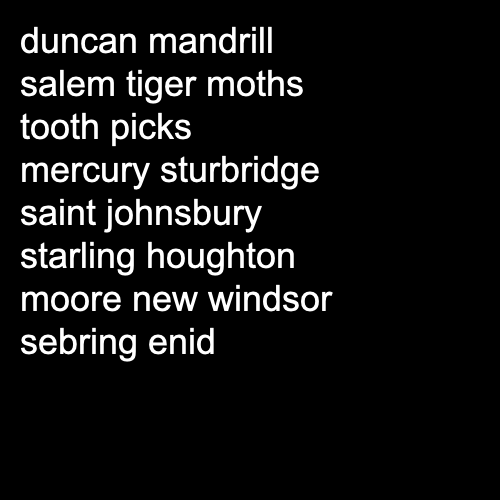 duncan mandrill
salem tiger moths
tooth picks
mercury sturbridge
saint johnsbury
starling houghton
moore new windsor
sebring enid